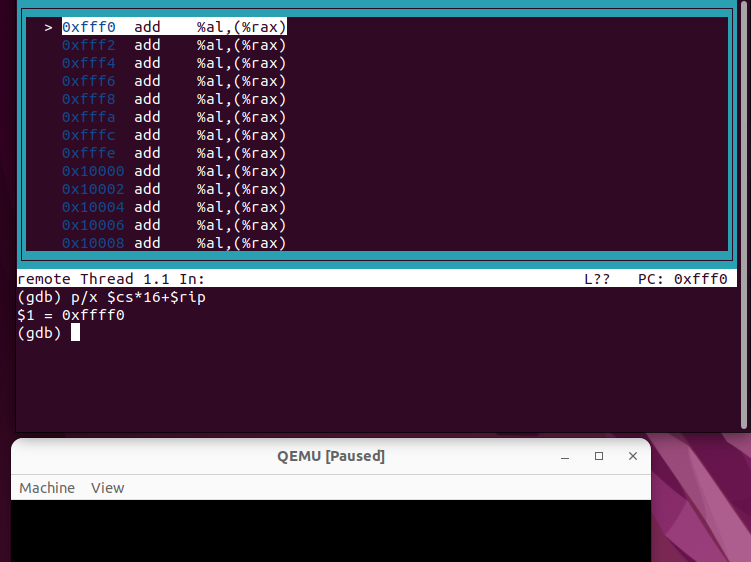 > 0xfff0 add %al,(%rax)
0xfff2 add %al,(%rax)
0xfff4 add %al,(%rax)
0xfff6 add %al,(%rax)
0xfff8 add %al,(%rax)
0xfffa add %al,(%rax)
0xfffc add %al,(%rax)
0xfffe add %al,(%rax)
0x10000 add %al,(%rax)
0x10002 add %al,(%rax)
0x10004 add %al,(%rax)
0x10006 add %al,(%rax)
0x10008 add %al,(%rax)
remote Thread 1.1 In: L?? PC: 0xfff0
(gdb) p/x $cs*16+$rip
$1 = 0xffff0
(gdb)
QEMU [Paused]
Machine View